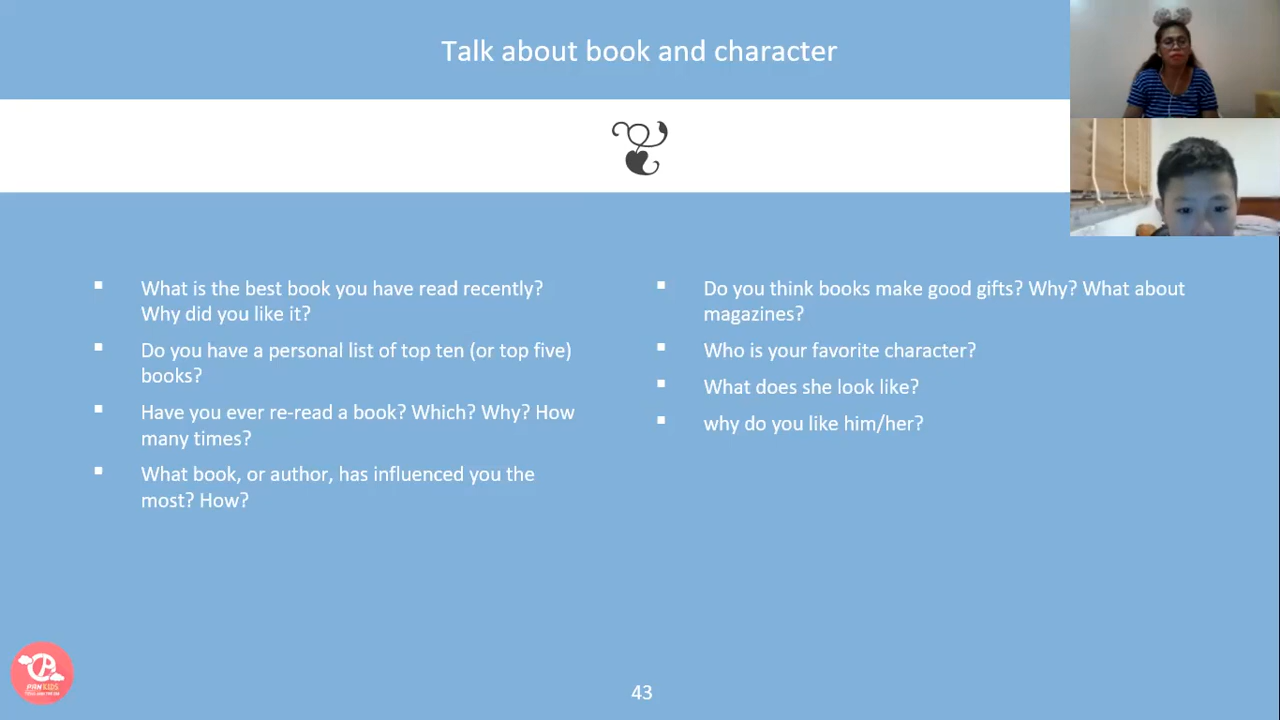 Talk about book and character
What is the best book you have read recently?
Why did you like it?
Do you have a personal list of top ten (or top five)
books?
Have you ever re-read a book? Which? Why? How
many times?
What book, or author, has influenced you the
most? How?
Do you think books make good gifts? Why? What about
magazines?
Who is your favorite character?
What does she look like?
why do you like him/her?
43